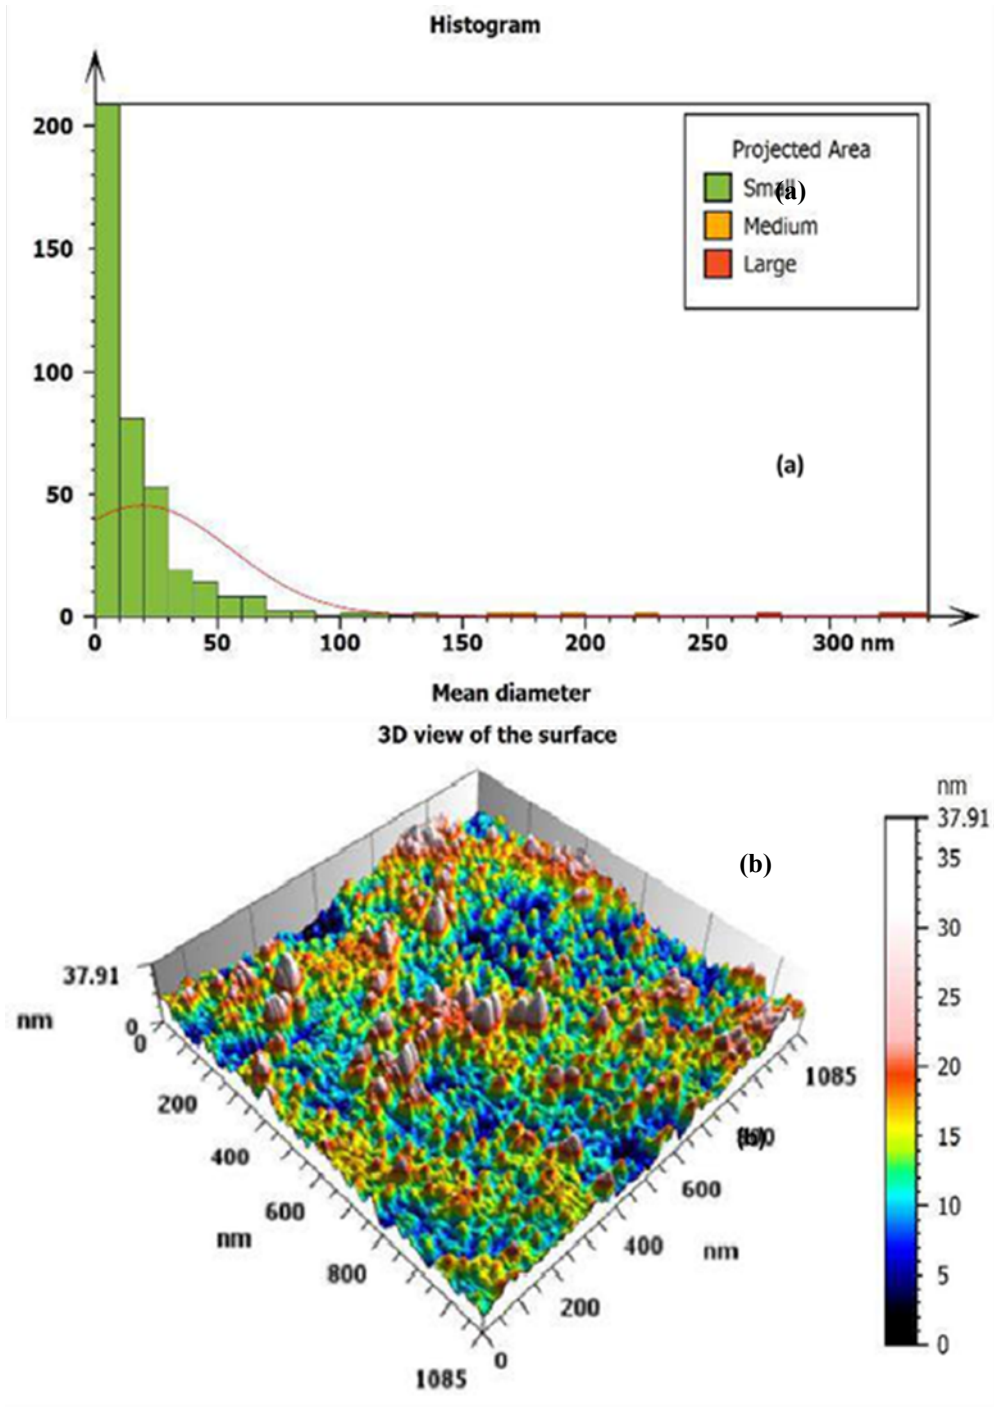 Histogram
200
150
100
50
0
Projected Area
Small
(a)
Medium
Large
(a)
0 50 100 150 200 250 300 nm
Mean diameter
3D view of the surface
nm
37.91
35
30
25
20
15
10
5
0
(b)
37.91
nm
0
0
200
400
600
nm
800
1085
1085
(b)
600
400
nm
200
0